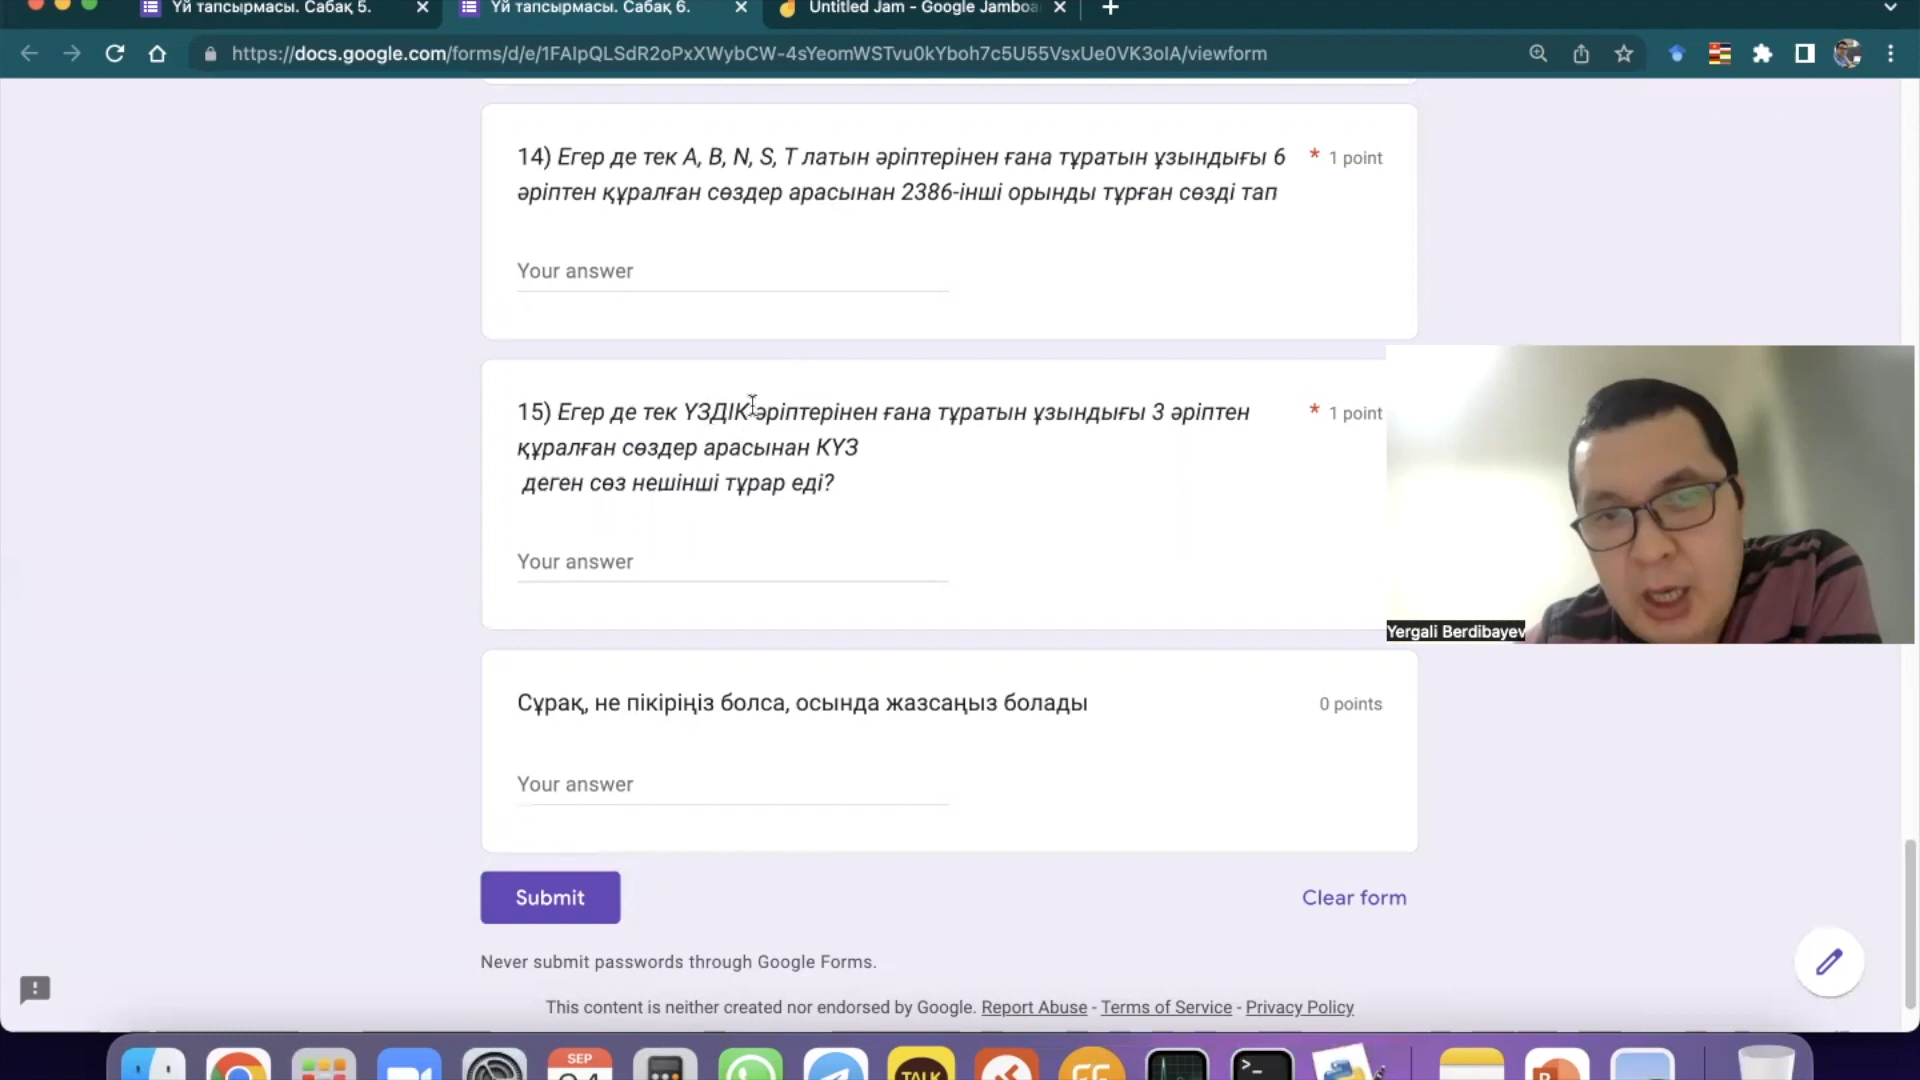 Үй тапсырмасы. Сабақ 5.
Үй тапсырмасы. Сабақ 6.
Untitled Jam - Google Jamboa
https://docs.google.com/forms/d/e/1FAIpQLSdR2oPxXWybCW-4sYeomWSTvu0kYboh7c5U55VsxUe0VK3oIA/viewform
14) Егер де тек A, B, N, S, T латын әріптерінен ғана тұратын ұзындығы 6 * 1 point
әріптен құралған сөздер арасынан 2386-інші орынды тұрған сөзді тап
Your answer
15) Егер де тек ҮЗДІК әріптерінен ғана тұратын ұзындығы 3 әріптен * 1 point
құралған сөздер арасынан КҮЗ
деген сөз нешінші тұрар еді?
Your answer
Yergali Berdibayev
Сұрақ, не пікіріңіз болса, осында жазсаңыз болады 0 points
Your answer
Submit Clear form
Never submit passwords through Google Forms.
This content is neither created nor endorsed by Google. Report Abuse - Terms of Service - Privacy Policy
SEP
TALK